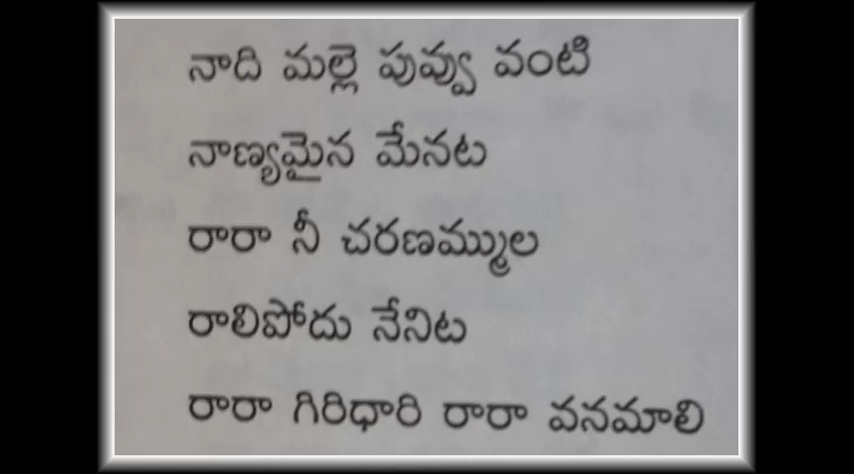 నాది మల్లె పువ్వు వంటి
నాణ్యమైన మేనట
రారా నీ చరణమ్ముల
రాలిపోదు నేనిట
రారా గిరిధారి రారా వనమాలి